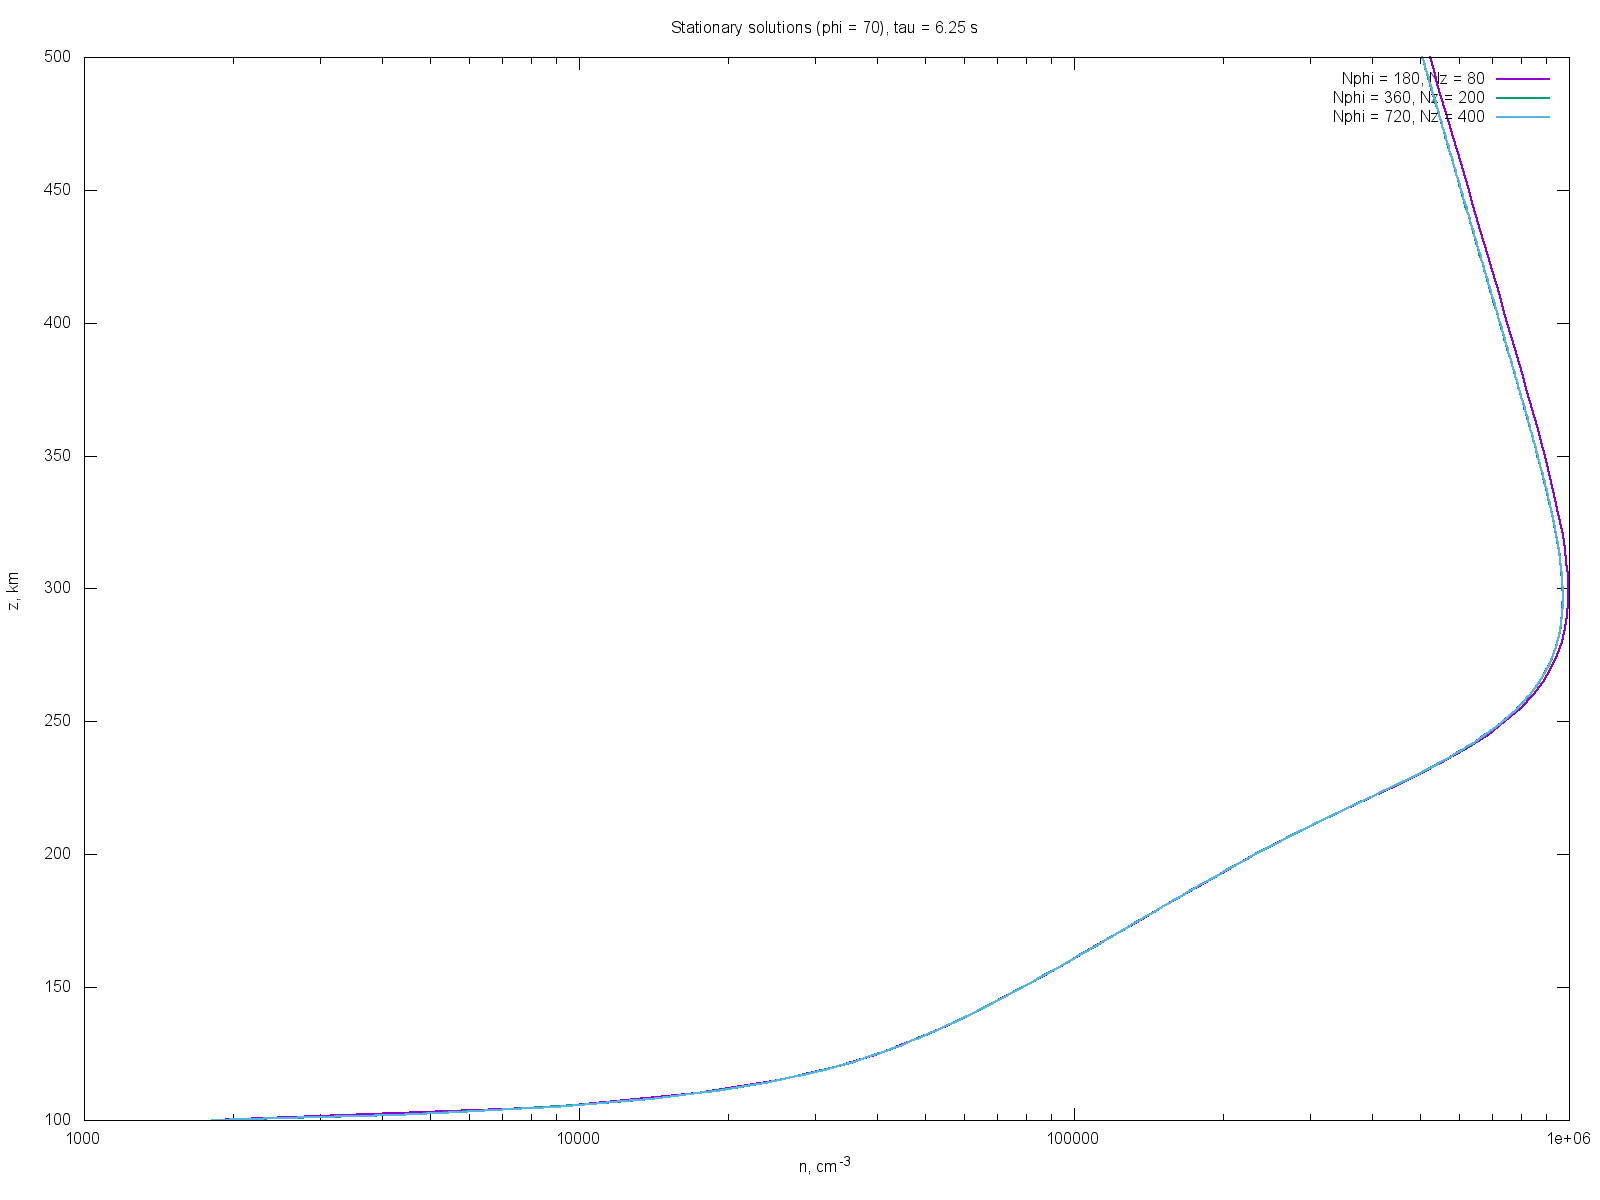 Stationary solutions (phi = 70), tau = 6.25 s
500
450
400
350
300
250
200
150
100
z, km
Nphi = 180, Nz = 80
Nphi = 360, Nz = 200
Nphi = 720, Nz = 400
1000 10000 100000 1e+06
n, cm-3